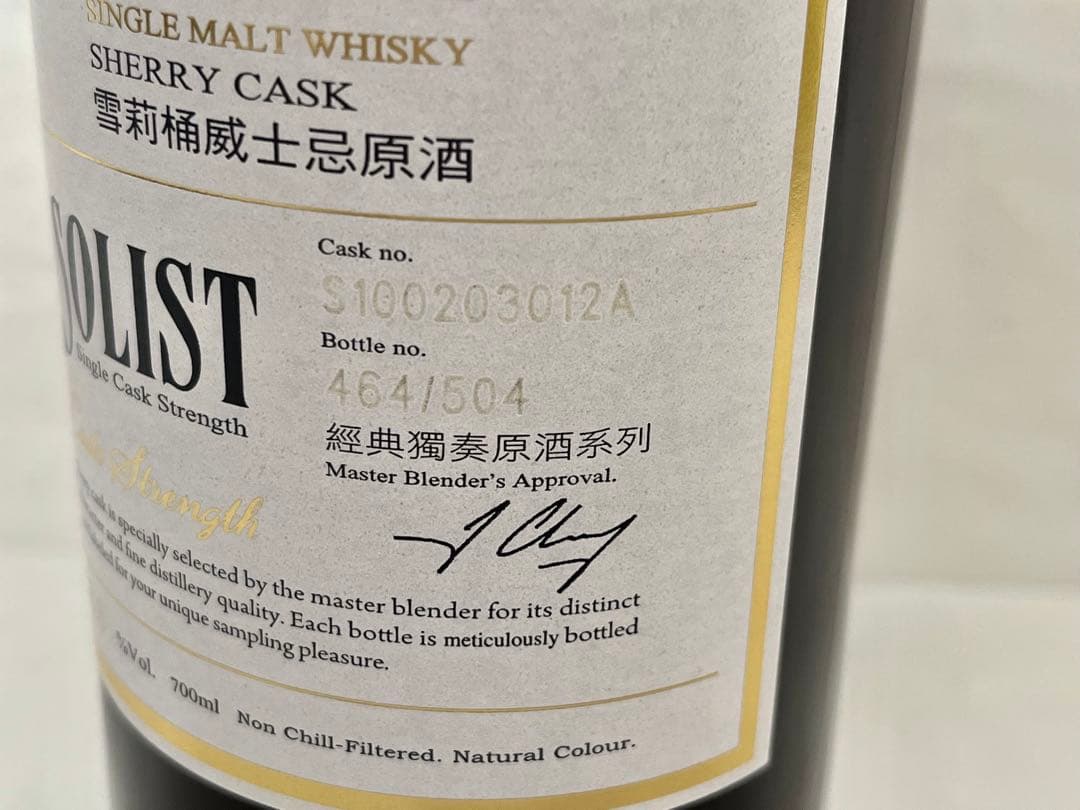 SINGLE MALT WHISKY
SHERRY CASK
雪莉桶威士忌原酒
SOLIST
Single Cask Strength
Strength
Cask no.
S100203012A
Bottle no.
464/504
經典獨奏原酒系列
Master Blender's Approval.
cask is specially selected by the master blender for its distinct
and fine distillery quality. Each bottle is meticulously bottled
for your unique sampling pleasure.
%Vol. 700ml Non Chill-Filtered. Natural Colour.